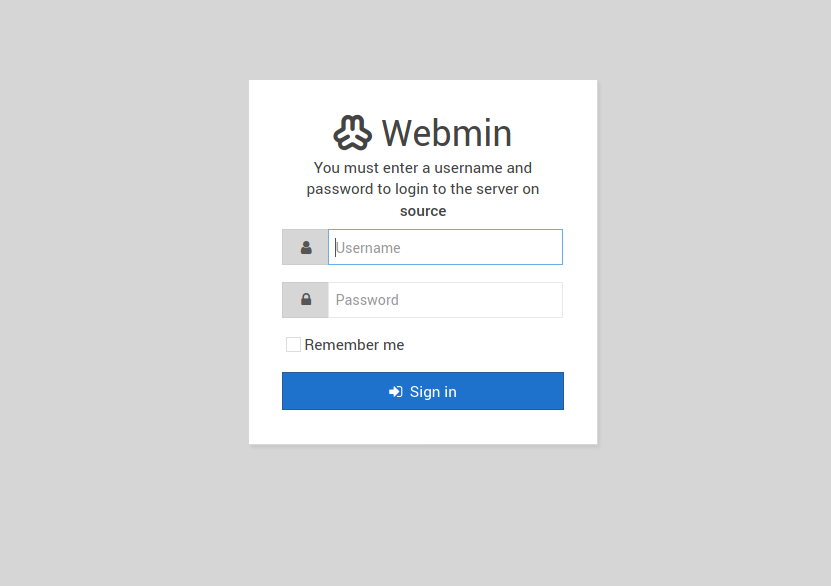 Webmin
You must enter a username and
password to login to the server on
source
Username
Password
Remember me
Sign in